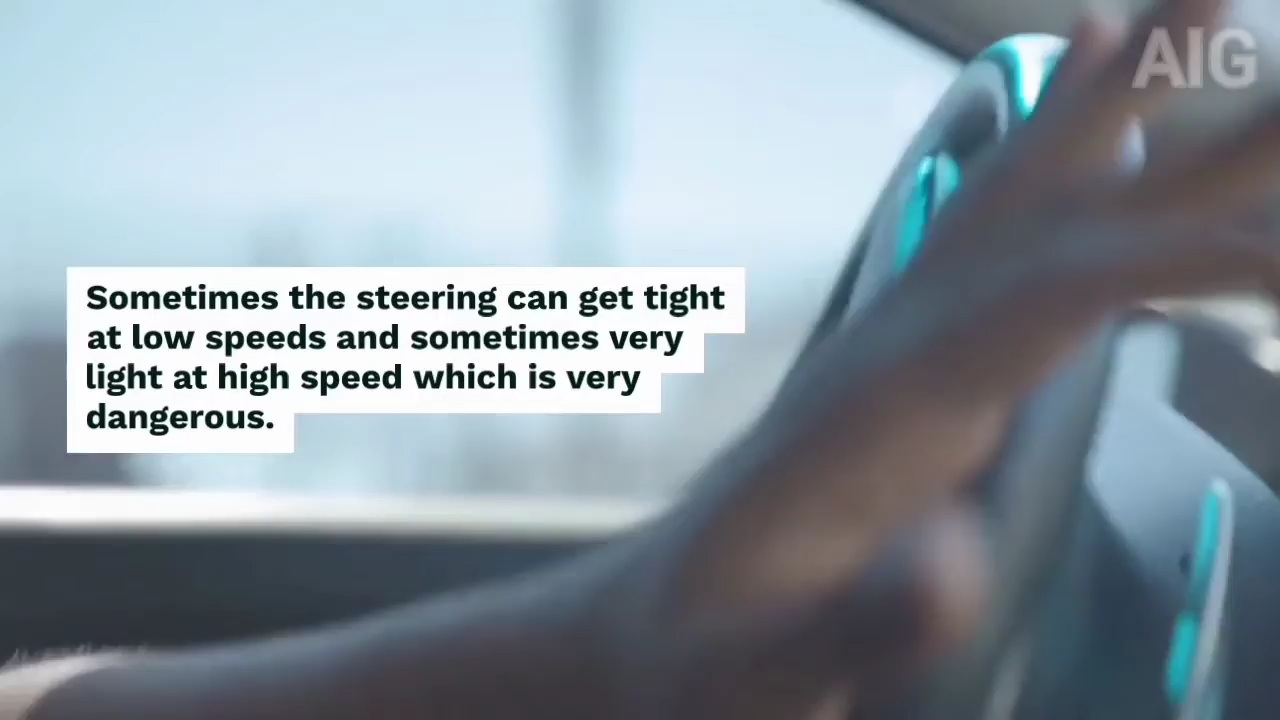 AIG
Sometimes the steering can get tight
at low speeds and sometimes very
light at high speed which is very
dangerous.